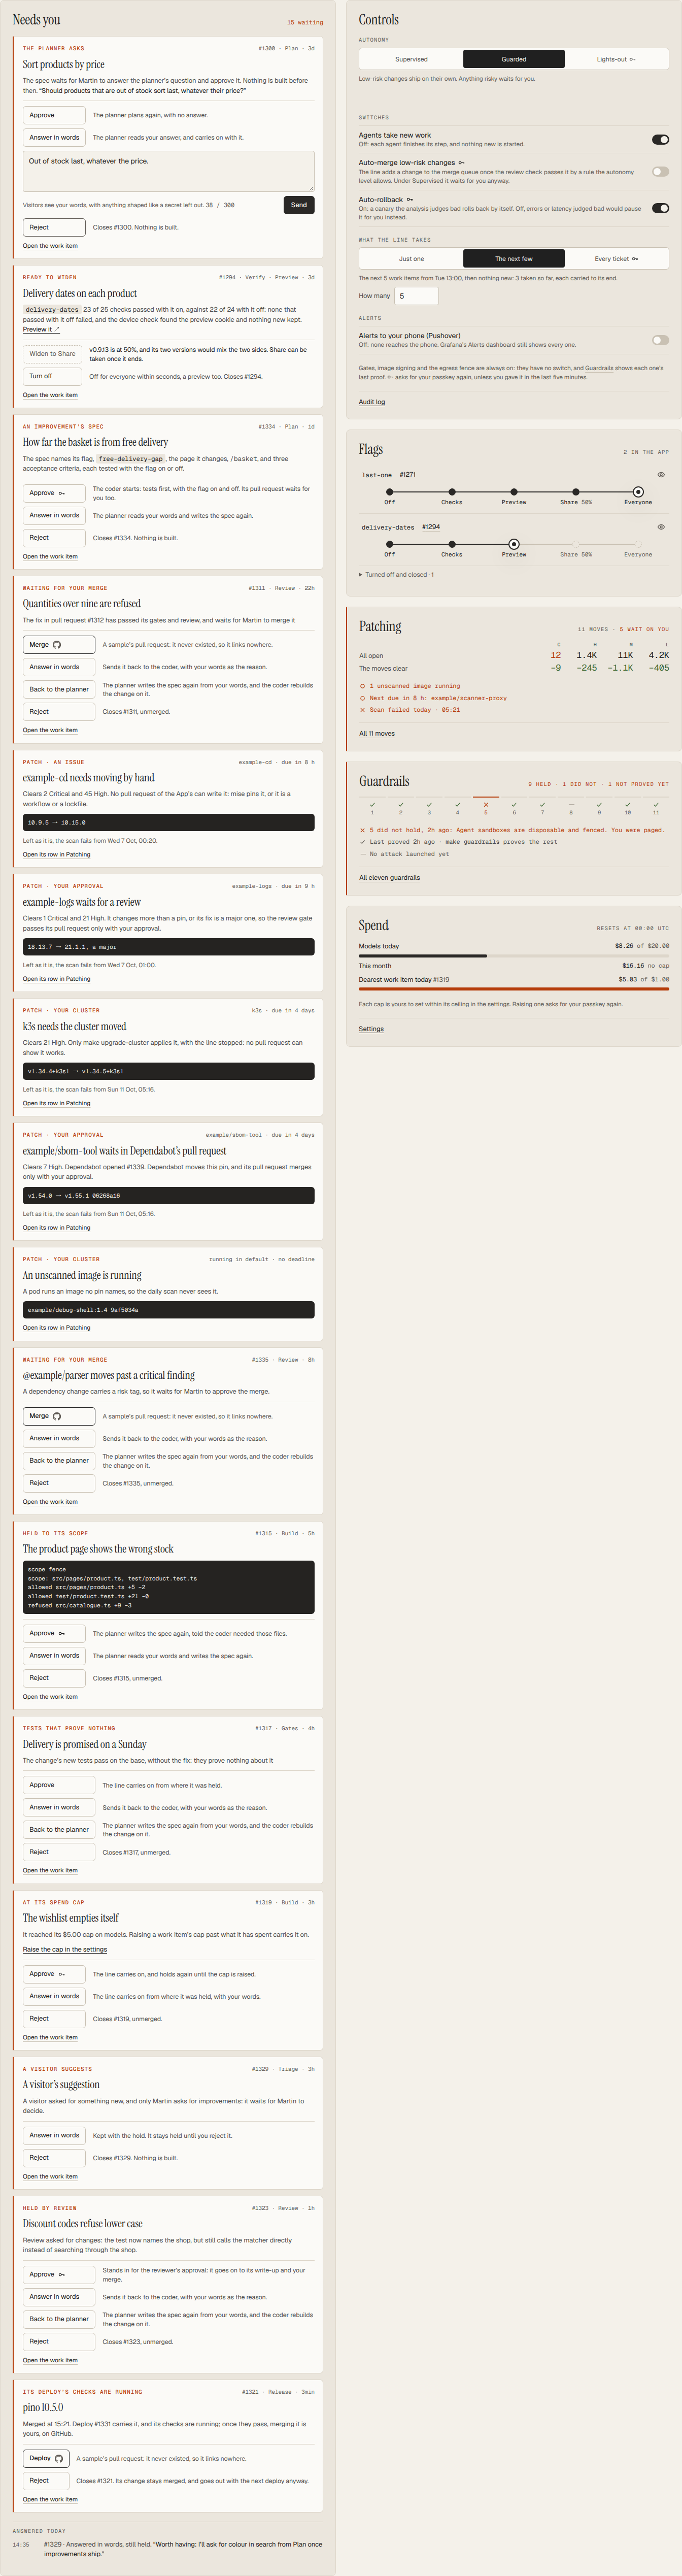 Needs you
15 waiting
THE PLANNER ASKS
#1300 · Plan · 3d
Sort products by price
The spec waits for Martin to answer the planner's question and approve it. Nothing is built before
then. “Should products that are out of stock sort last, whatever their price?”
Approve
The planner plans again, with no answer.
Answer in words
The planner reads your answer, and carries on with it.
Out of stock last, whatever the price.
Visitors see your words, with anything shaped like a secret left out. 38 / 300
Send
Reject
Closes #1300. Nothing is built.
Open the work item
READY TO WIDEN
#1294 · Verify · Preview · 3d
Delivery dates on each product
delivery-dates 23 of 25 checks passed with it on, against 22 of 24 with it off: none that
passed with it off failed, and the device check found the preview cookie and nothing new kept.
Preview it ↗
Widen to Share
v0.9.13 is at 50%, and its two versions would mix the two sides. Share can be
taken once it ends.
Turn off
Off for everyone within seconds, a preview too. Closes #1294.
Open the work item
AN IMPROVEMENT'S SPEC
#1334 · Plan · 1d
How far the basket is from free delivery
The spec names its flag, free-delivery-gap, the page it changes, /basket, and three
acceptance criteria, each tested with the flag on or off.
Approve
The coder starts: tests first, with the flag on and off. Its pull request waits for
you too.
Answer in words
The planner reads your words and writes the spec again.
Reject
Closes #1334. Nothing is built.
Open the work item
WAITING FOR YOUR MERGE
#1311 · Review · 22h
Quantities over nine are refused
The fix in pull request #1312 has passed its gates and review, and waits for Martin to merge it
Merge
A sample's pull request: it never existed, so it links nowhere.
Answer in words
Sends it back to the coder, with your words as the reason.
Back to the planner
The planner writes the spec again from your words, and the coder rebuilds
the change on it.
Reject
Closes #1311, unmerged.
Open the work item
PATCH · AN ISSUE
example-cd · due in 8 h
example-cd needs moving by hand
Clears 2 Critical and 45 High. No pull request of the App's can write it: mise pins it, or it is a
workflow or a lockfile.
10.9.5 → 10.15.0
Left as it is, the scan fails from Wed 7 Oct, 00:20.
Open its row in Patching
PATCH · YOUR APPROVAL
example-logs · due in 9 h
example-logs waits for a review
Clears 1 Critical and 21 High. It changes more than a pin, or its fix is a major one, so the review gate
passes its pull request only with your approval.
18.13.7 → 21.1.1, a major
Left as it is, the scan fails from Wed 7 Oct, 01:00.
Open its row in Patching
PATCH · YOUR CLUSTER
k3s · due in 4 days
k3s needs the cluster moved
Clears 21 High. Only make upgrade-cluster applies it, with the line stopped: no pull request can
show it works.
v1.34.4+k3s1 → v1.34.5+k3s1
Left as it is, the scan fails from Sun 11 Oct, 05:16.
Open its row in Patching
PATCH · YOUR APPROVAL
example/sbom-tool · due in 4 days
example/sbom-tool waits in Dependabot's pull request
Clears 7 High. Dependabot opened #1339. Dependabot moves this pin, and its pull request merges
only with your approval.
v1.54.0 → v1.55.1 06268a16
Left as it is, the scan fails from Sun 11 Oct, 05:16.
Open its row in Patching
PATCH · YOUR CLUSTER
running in default · no deadline
An unscanned image is running
A pod runs an image no pin names, so the daily scan never sees it.
example/debug-shell:1.4 9af5034a
Open its row in Patching
WAITING FOR YOUR MERGE
#1335 · Review · 8h
@example/parser moves past a critical finding
A dependency change carries a risk tag, so it waits for Martin to approve the merge.
Merge
A sample's pull request: it never existed, so it links nowhere.
Answer in words
Sends it back to the coder, with your words as the reason.
Back to the planner
The planner writes the spec again from your words, and the coder rebuilds
the change on it.
Reject
Closes #1335, unmerged.
Open the work item
HELD TO ITS SCOPE
#1315 · Build · 5h
The product page shows the wrong stock
scope fence
scope: src/pages/product.ts, test/product.test.ts
allowed src/pages/product.ts +5 −2
allowed test/product.test.ts +21 −0
refused src/catalogue.ts +9 −3
Approve
The planner writes the spec again, told the coder needed those files.
Answer in words
The planner reads your words and writes the spec again.
Reject
Closes #1315, unmerged.
Open the work item
TESTS THAT PROVE NOTHING
#1317 · Gates · 4h
Delivery is promised on a Sunday
The change's new tests pass on the base, without the fix: they prove nothing about it
Approve
The line carries on from where it was held.
Answer in words
Sends it back to the coder, with your words as the reason.
Back to the planner
The planner writes the spec again from your words, and the coder rebuilds
the change on it.
Reject
Closes #1317, unmerged.
Open the work item
AT ITS SPEND CAP
#1319 · Build · 3h
The wishlist empties itself
It reached its $5.00 cap on models. Raising a work item's cap past what it has spent carries it on.
Raise the cap in the settings
Approve
The line carries on, and holds again until the cap is raised.
Answer in words
The line carries on from where it was held, with your words.
Reject
Closes #1319, unmerged.
Open the work item
A VISITOR SUGGESTS
#1329 · Triage · 3h
A visitor's suggestion
A visitor asked for something new, and only Martin asks for improvements: it waits for Martin to
decide.
Answer in words
Kept with the hold. It stays held until you reject it.
Reject
Closes #1329. Nothing is built.
Open the work item
HELD BY REVIEW
#1323 · Review · 1h
Discount codes refuse lower case
Review asked for changes: the test now names the shop, but still calls the matcher directly
instead of searching through the shop.
Approve
Stands in for the reviewer's approval: it goes on to its write-up and your
merge.
Answer in words
Sends it back to the coder, with your words as the reason.
Back to the planner
The planner writes the spec again from your words, and the coder rebuilds
the change on it.
Reject
Closes #1323, unmerged.
Open the work item
ITS DEPLOY'S CHECKS ARE RUNNING
#1321 · Release · 3min
pino 10.5.0
Merged at 15:21. Deploy #1331 carries it, and its checks are running; once they pass, merging it is
yours, on GitHub.
Deploy
A sample's pull request: it never existed, so it links nowhere.
Reject
Closes #1321. Its change stays merged, and goes out with the next deploy anyway.
Open the work item
ANSWERED TODAY
14:35
#1329 · Answered in words, still held. “Worth having: I'll ask for colour in search from Plan once
improvements ship.”
Controls
AUTONOMY
Supervised
Guarded
Lights-out
Low-risk changes ship on their own. Anything risky waits for you.
SWITCHES
Agents take new work
Off: each agent finishes its step, and nothing new is started.
Auto-merge low-risk changes
The line adds a change to the merge queue once the review check passes it by a rule the autonomy
level allows. Under Supervised it waits for you anyway.
Auto-rollback
On: a canary the analysis judges bad rolls back by itself. Off, errors or latency judged bad would pause
it for you instead.
WHAT THE LINE TAKES
Just one
The next few
Every ticket
The next 5 work items from Tue 13:00, then nothing new: 3 taken so far, each carried to its end.
How many
5
ALERTS
Alerts to your phone (Pushover)
Off: none reaches the phone. Grafana's Alerts dashboard still shows every one.
Gates, image signing and the egress fence are always on: they have no switch, and Guardrails shows each one's
last proof. asks for your passkey again, unless you gave it in the last five minutes.
Audit log
Flags
2 IN THE APP
last-one #1271
Off
Checks
Preview
Share 50%
Everyone
delivery-dates #1294
Off
Checks
Preview
Share 50%
Everyone
▶ Turned off and closed · 1
Patching
11 MOVES · 5 WAIT ON YOU
C H M L
All open 12 1.4K 11K 4.2K
The moves clear −9 −245 −1.1K −405
1 unscanned image running
Next due in 8 h: example/scanner-proxy
Scan failed today · 05:21
All 11 moves
Guardrails
9 HELD · 1 DID NOT · 1 NOT PROVED YET
1 2 3 4 5 6 7 8 9 10 11
5 did not hold, 2h ago: Agent sandboxes are disposable and fenced. You were paged.
Last proved 2h ago · make guardrails proves the rest
No attack launched yet
All eleven guardrails
Spend
RESETS AT 00:00 UTC
Models today
$8.26 of $20.00
This month
$16.16 no cap
Dearest work item today #1319
$5.03 of $1.00
Each cap is yours to set within its ceiling in the settings. Raising one asks for your passkey again.
Settings